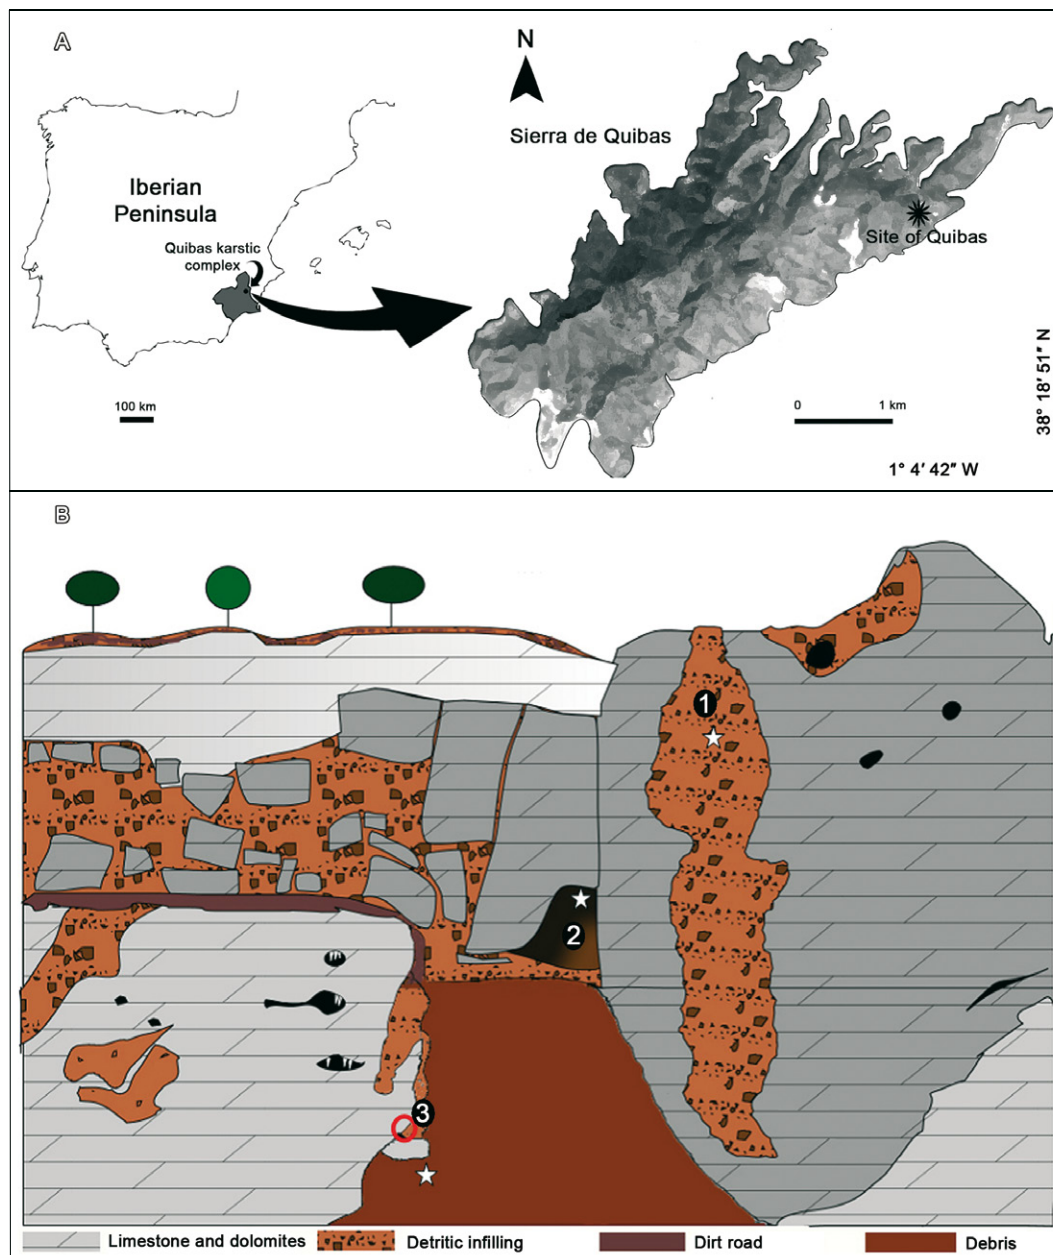 A
N
Sierra de Quibas
Iberian
Peninsula
Quibas karstic
complex
Site of Quibas
100 km
0 1 km
38° 18′ 51″ N
1° 4′ 42″ W
B
1
2
3
Limestone and dolomites
Detritic infilling
Dirt road
Debris